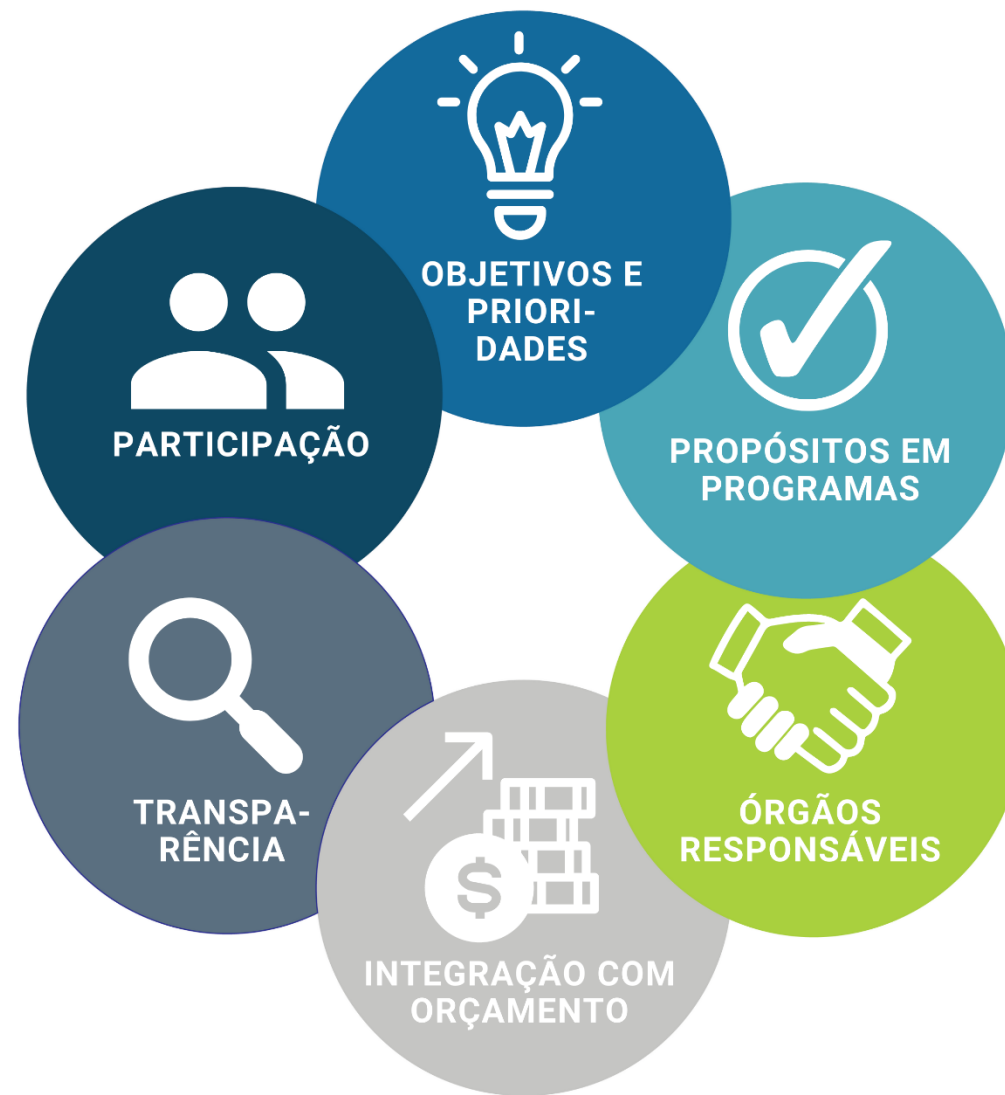 OBJETIVOS E
PRIORI-
DADES
PROPÓSITOS EM
PROGRAMAS
ÓRGÃOS
RESPONSÁVEIS
INTEGRAÇÃO COM
ORÇAMENTO
$
TRANSPA-
RÊNCIA
PARTICIPAÇÃO